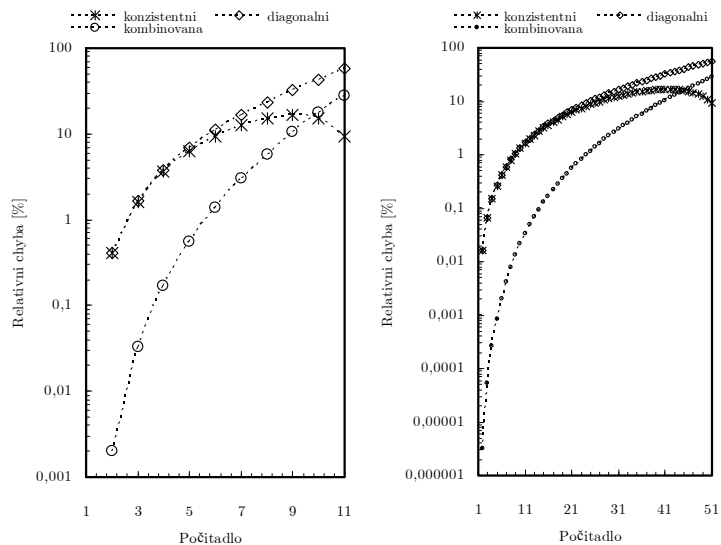 konzistentni diagonalni
kombinovana
100
10
1
0,1
0,01
0,001
Relativni chyba [%]
1 3 5 7 9 11
Počitadlo
konzistentni diagonalni
kombinovana
100
10
1
0,1
0,01
0,001
0,0001
0,00001
0,000001
Relativni chyba [%]
1 11 21 31 41 51
Počitadlo